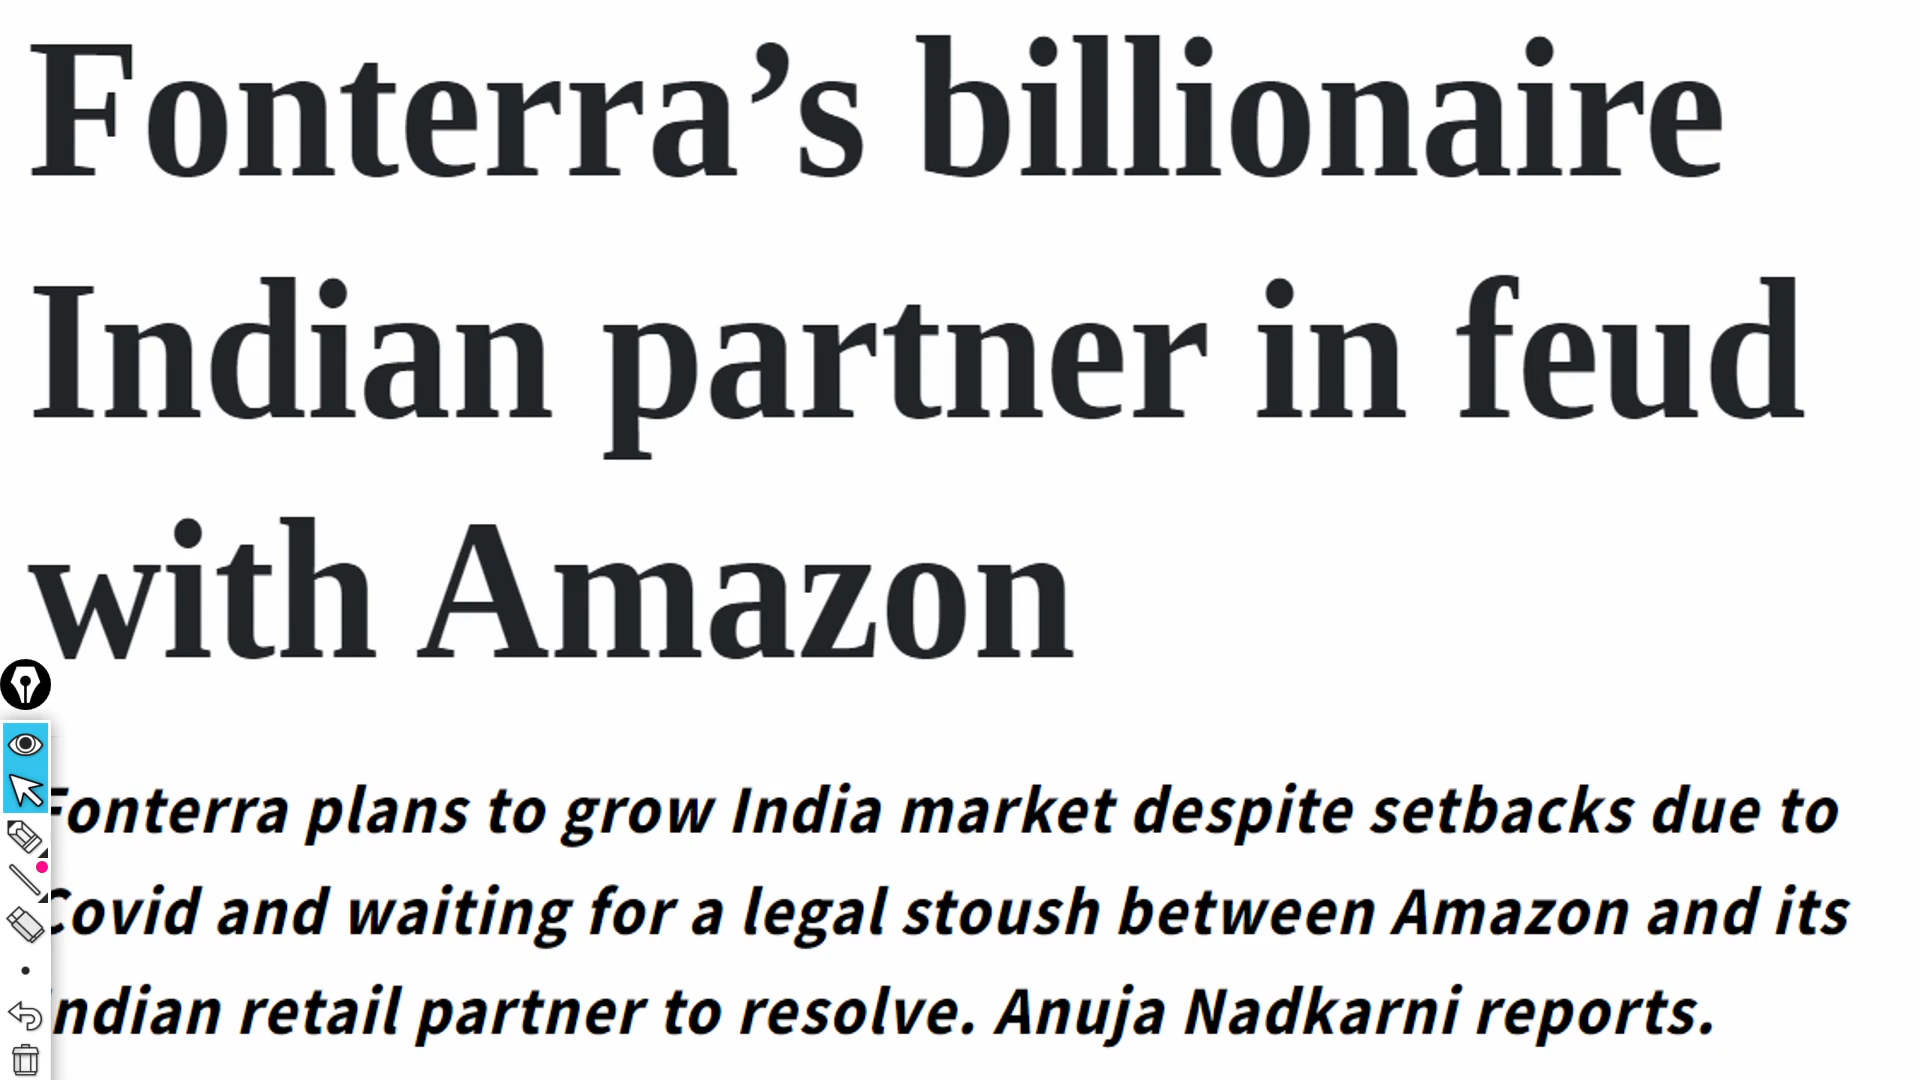 Fonterra’s billionaire
Indian partner in feud
with Amazon
Fonterra plans to grow India market despite setbacks due to
Covid and waiting for a legal stoush between Amazon and its
Indian retail partner to resolve. Anuja Nadkarni reports.